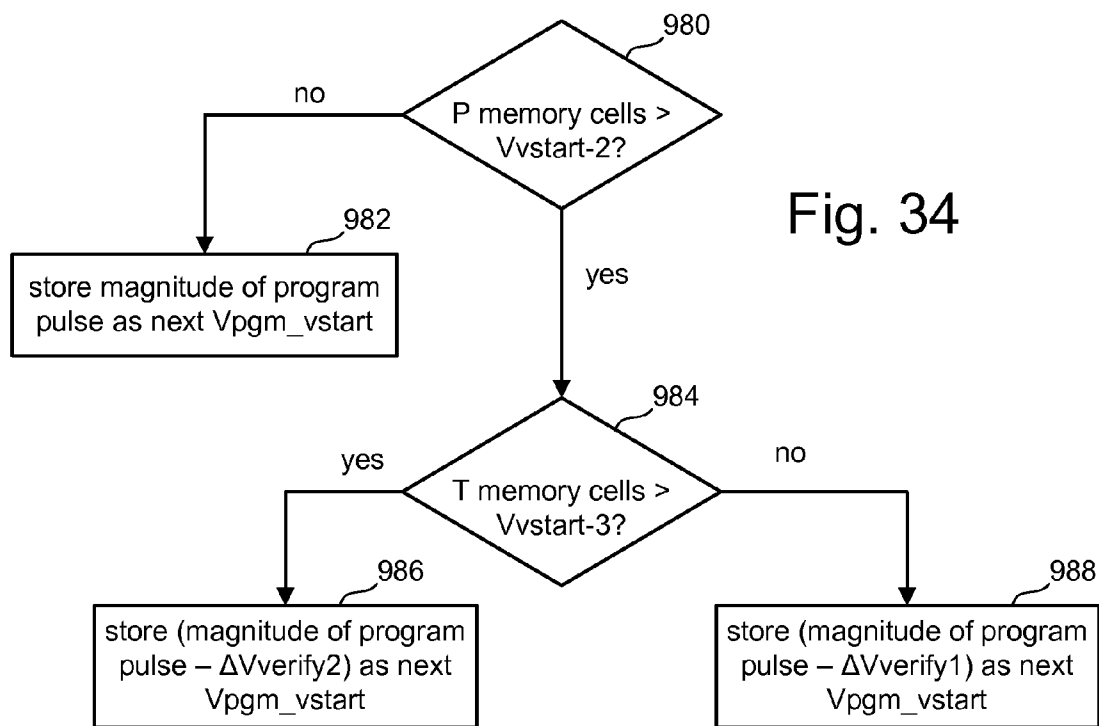 980
no
P memory cells >
Vvstart-2?
Fig. 34
982
store magnitude of program
pulse as next Vpgm_vstart
yes
984
yes
no
T memory cells >
Vvstart-3?
986
store (magnitude of program
pulse – ΔVverify2) as next
Vpgm_vstart
988
store (magnitude of program
pulse – ΔVverify1) as next
Vpgm_vstart